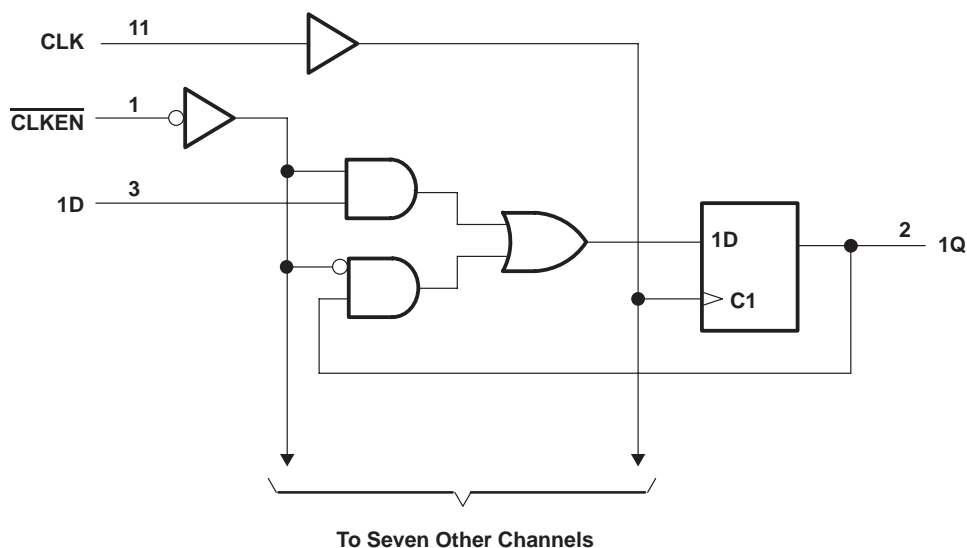 CLK 11
CLKEN 1
1D 3
1D
C1
2 1Q
To Seven Other Channels